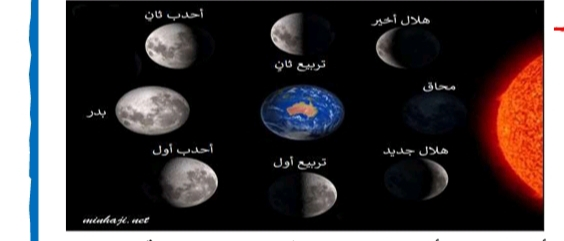 هلال أخير
تربيع ثانٍ
أحدب ثانٍ
محاق
بدر
هلال جديد
تربيع أول
أحدب أول
minhaji.net